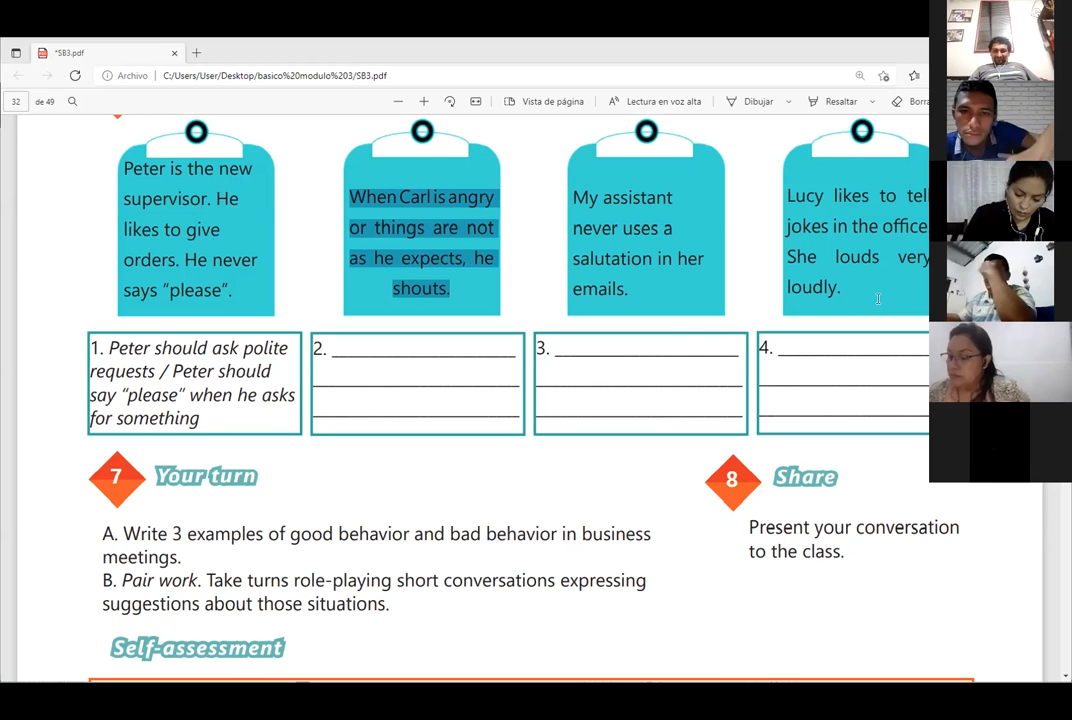 *SB3.pdf
Archivo
C:/Users/User/Desktop/basico%20modulo%203/SB3.pdf
32
de 49
Vista de página
Lectura en voz alta
Dibujar
Resaltar
Borra
Peter is the new
supervisor. He
likes to give
orders. He never
says “please”.
When Carl is angry
or things are not
as he expects, he
shouts.
My assistant
never uses a
salutation in her
emails.
Lucy likes to tell
jokes in the office
She louds very
loudly.
1. Peter should ask polite
requests / Peter should
say “please” when he asks
for something
2.
3.
4.
7
Your turn
A. Write 3 examples of good behavior and bad behavior in business
meetings.
B. Pair work. Take turns role-playing short conversations expressing
suggestions about those situations.
8
Share
Present your conversation
to the class.
Self-assessment